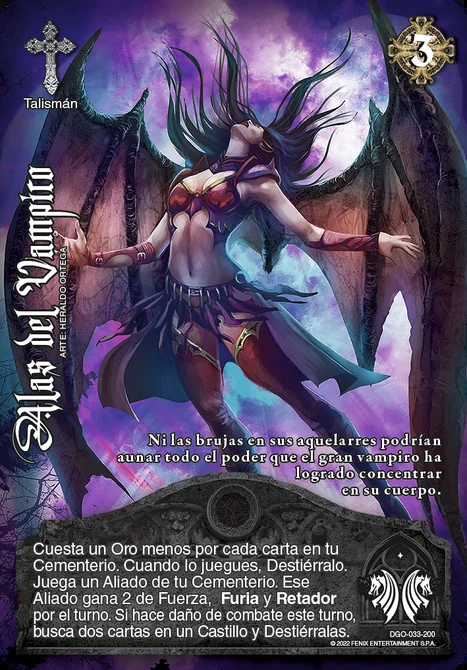 3
Talismán
Alas del Vampiro
ARTE: HERALDO ORTEGA
Ni las brujas en sus aquelarres podrían
aunar todo el poder que el gran vampiro ha
logrado concentrar
en su cuerpo.
Cuesta un Oro menos por cada carta en tu
Cementerio. Cuando lo juegues, Destiérralo.
Juega un Aliado de tu Cementerio. Ese
Aliado gana 2 de Fuerza, Furia y Retador
por el turno. Si hace daño de combate este turno,
busca dos cartas en un Castillo y Destiérralas.
DGO-033-200
© 2022 FENIX ENTERTAINMENT S.P.A.